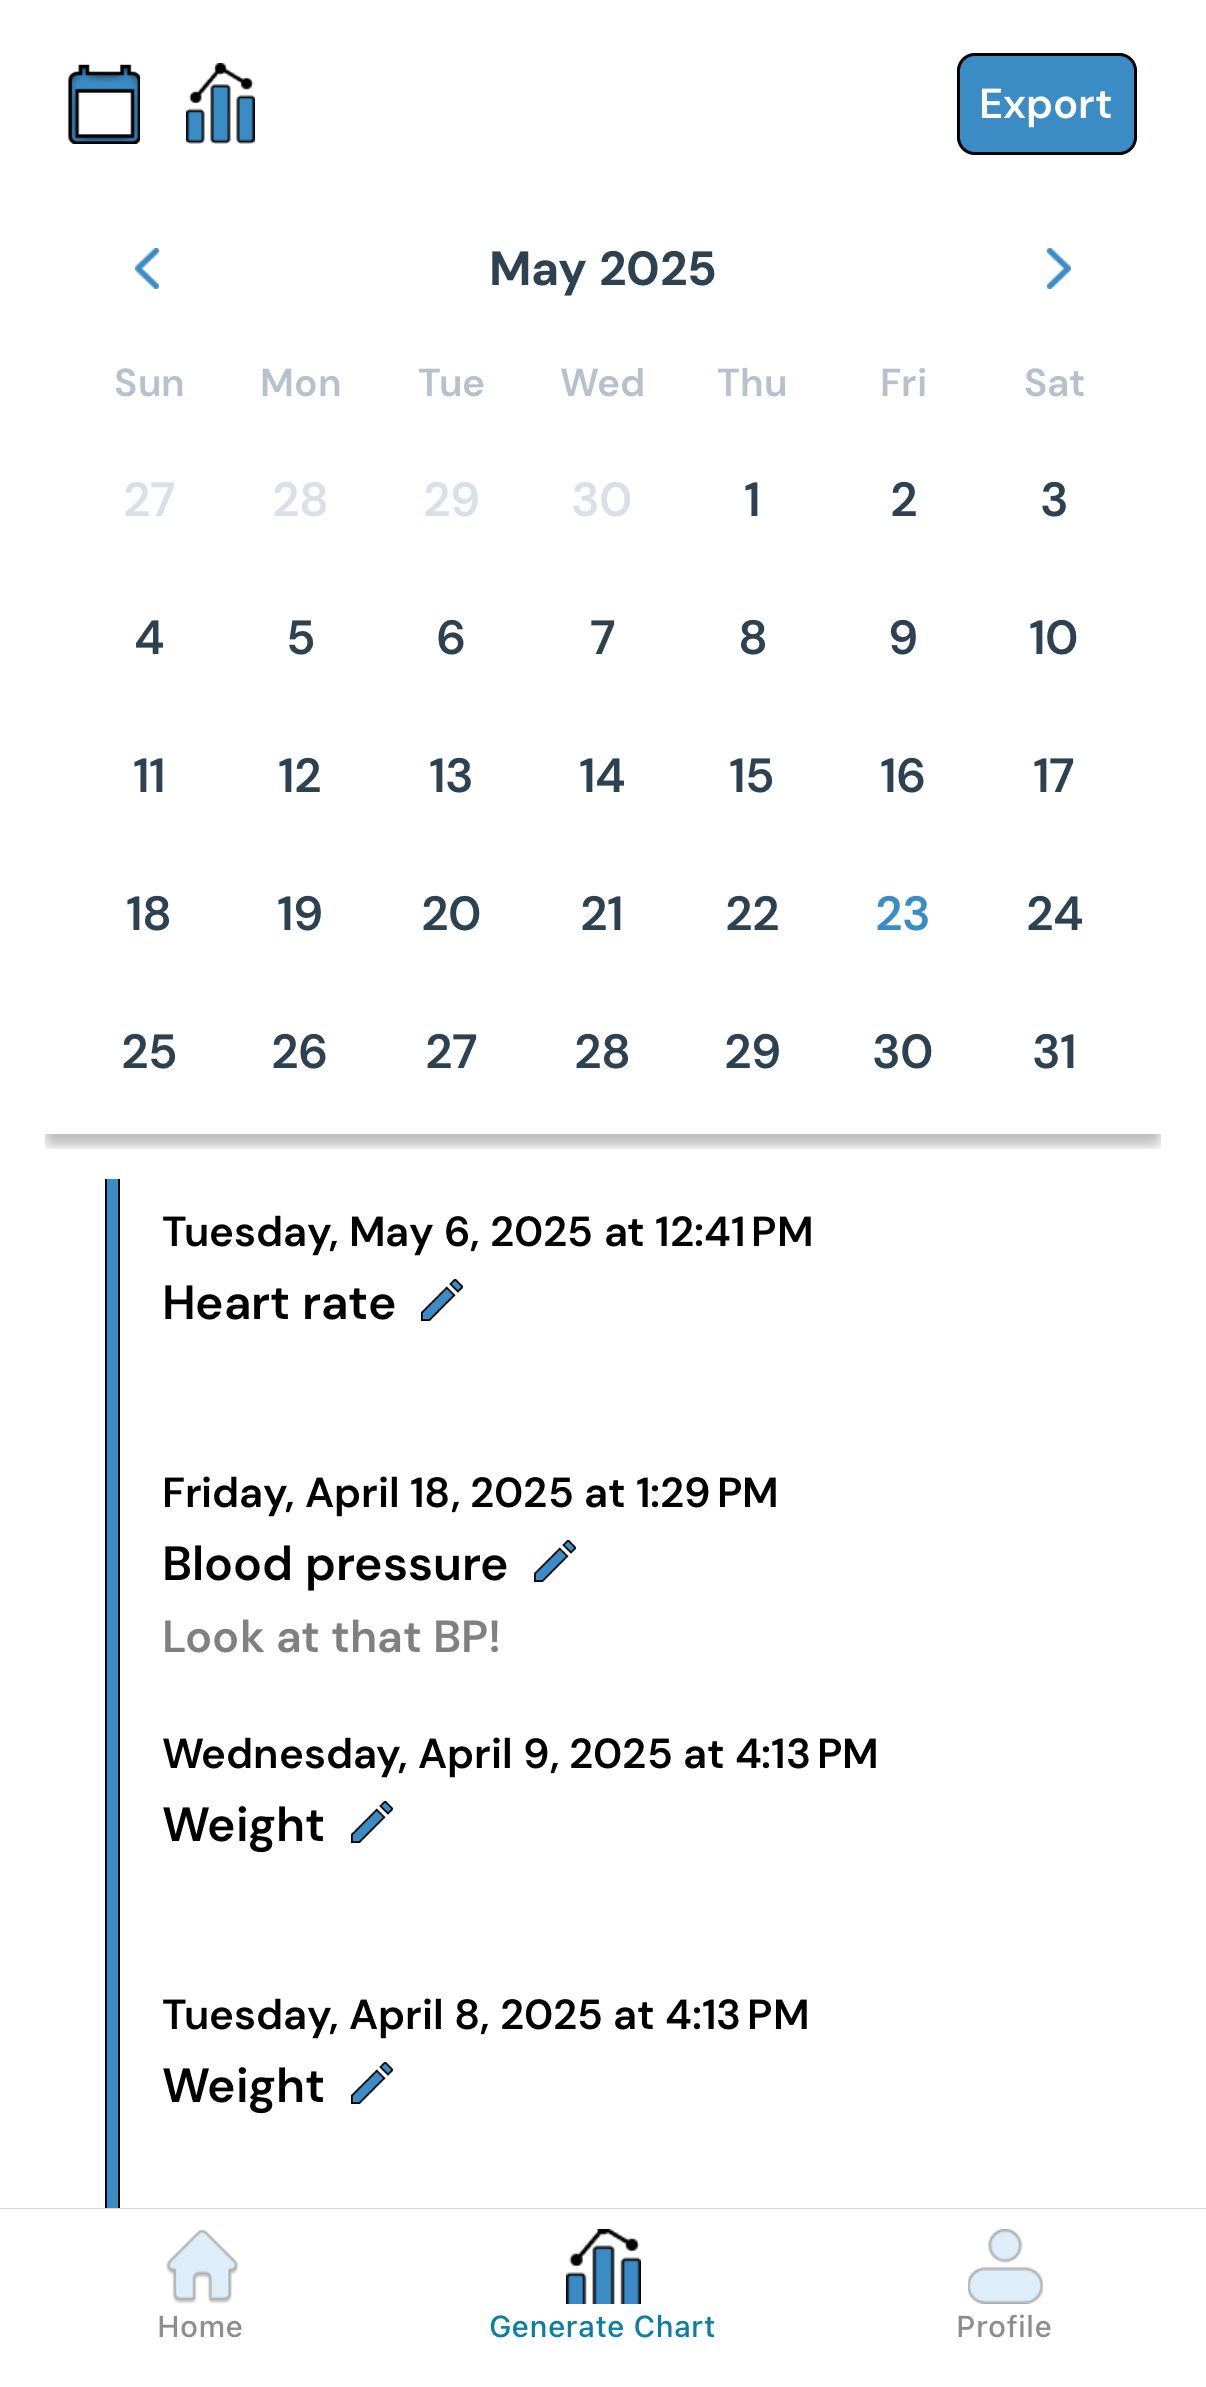 Export
May 2025
Sun Mon Tue Wed Thu Fri Sat
27 28 29 30 1 2 3
4 5 6 7 8 9 10
11 12 13 14 15 16 17
18 19 20 21 22 23 24
25 26 27 28 29 30 31
Tuesday, May 6, 2025 at 12:41 PM
Heart rate
Friday, April 18, 2025 at 1:29 PM
Blood pressure
Look at that BP!
Wednesday, April 9, 2025 at 4:13 PM
Weight
Tuesday, April 8, 2025 at 4:13 PM
Weight
Home Generate Chart Profile